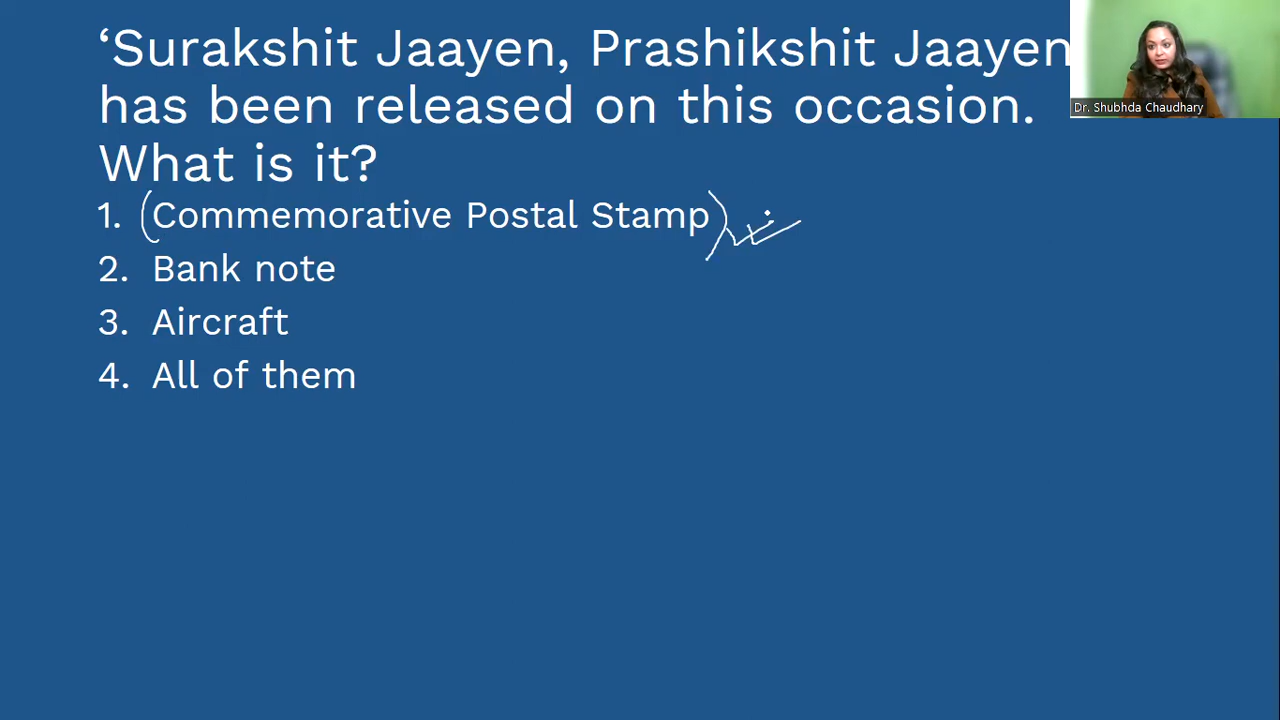 ‘Surakshit Jaayen, Prashikshit Jaayen
has been released on this occasion.
What is it?
1. (Commemorative Postal Stamp)
2. Bank note
3. Aircraft
4. All of them
Dr. Shubhda Chaudhary